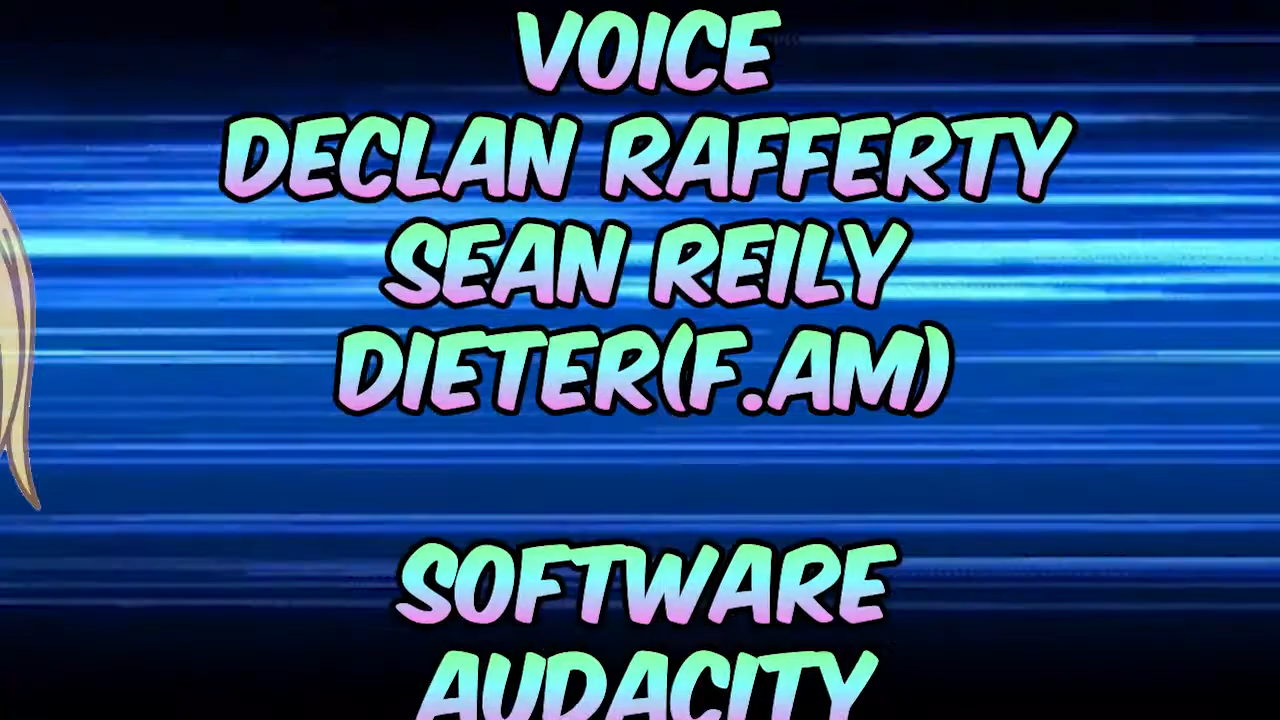 VOICE
DECLAN RAFFERTY
SEAN REILY
DIETER(F.AM)
SOFTWARE
AUDACITY